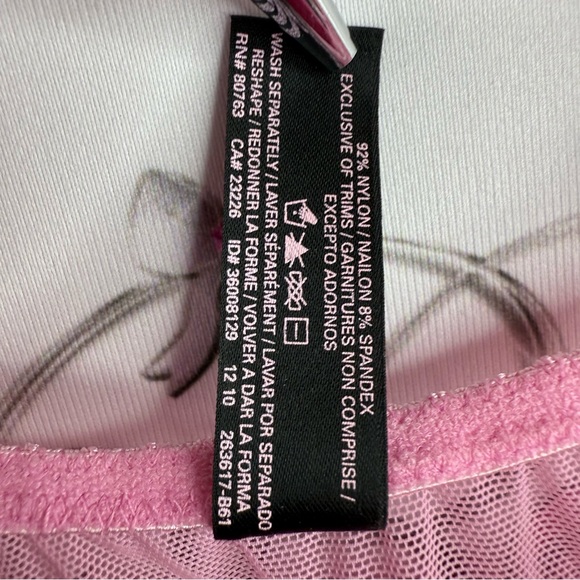 92% NYLON / NAILON 8% SPANDEX
EXCLUSIVE OF TRIMS / GARNITURES NON COMPRISE /
EXCEPTO ADORNOS
WASH SEPARATELY / LAVER SÉPARÉMENT / LAVAR POR SEPARADO
RESHAPE / REDONNER LA FORME / VOLVER A DAR LA FORMA
RN# 80763 CA# 23226 ID# 36008129 12 10 263617-B61